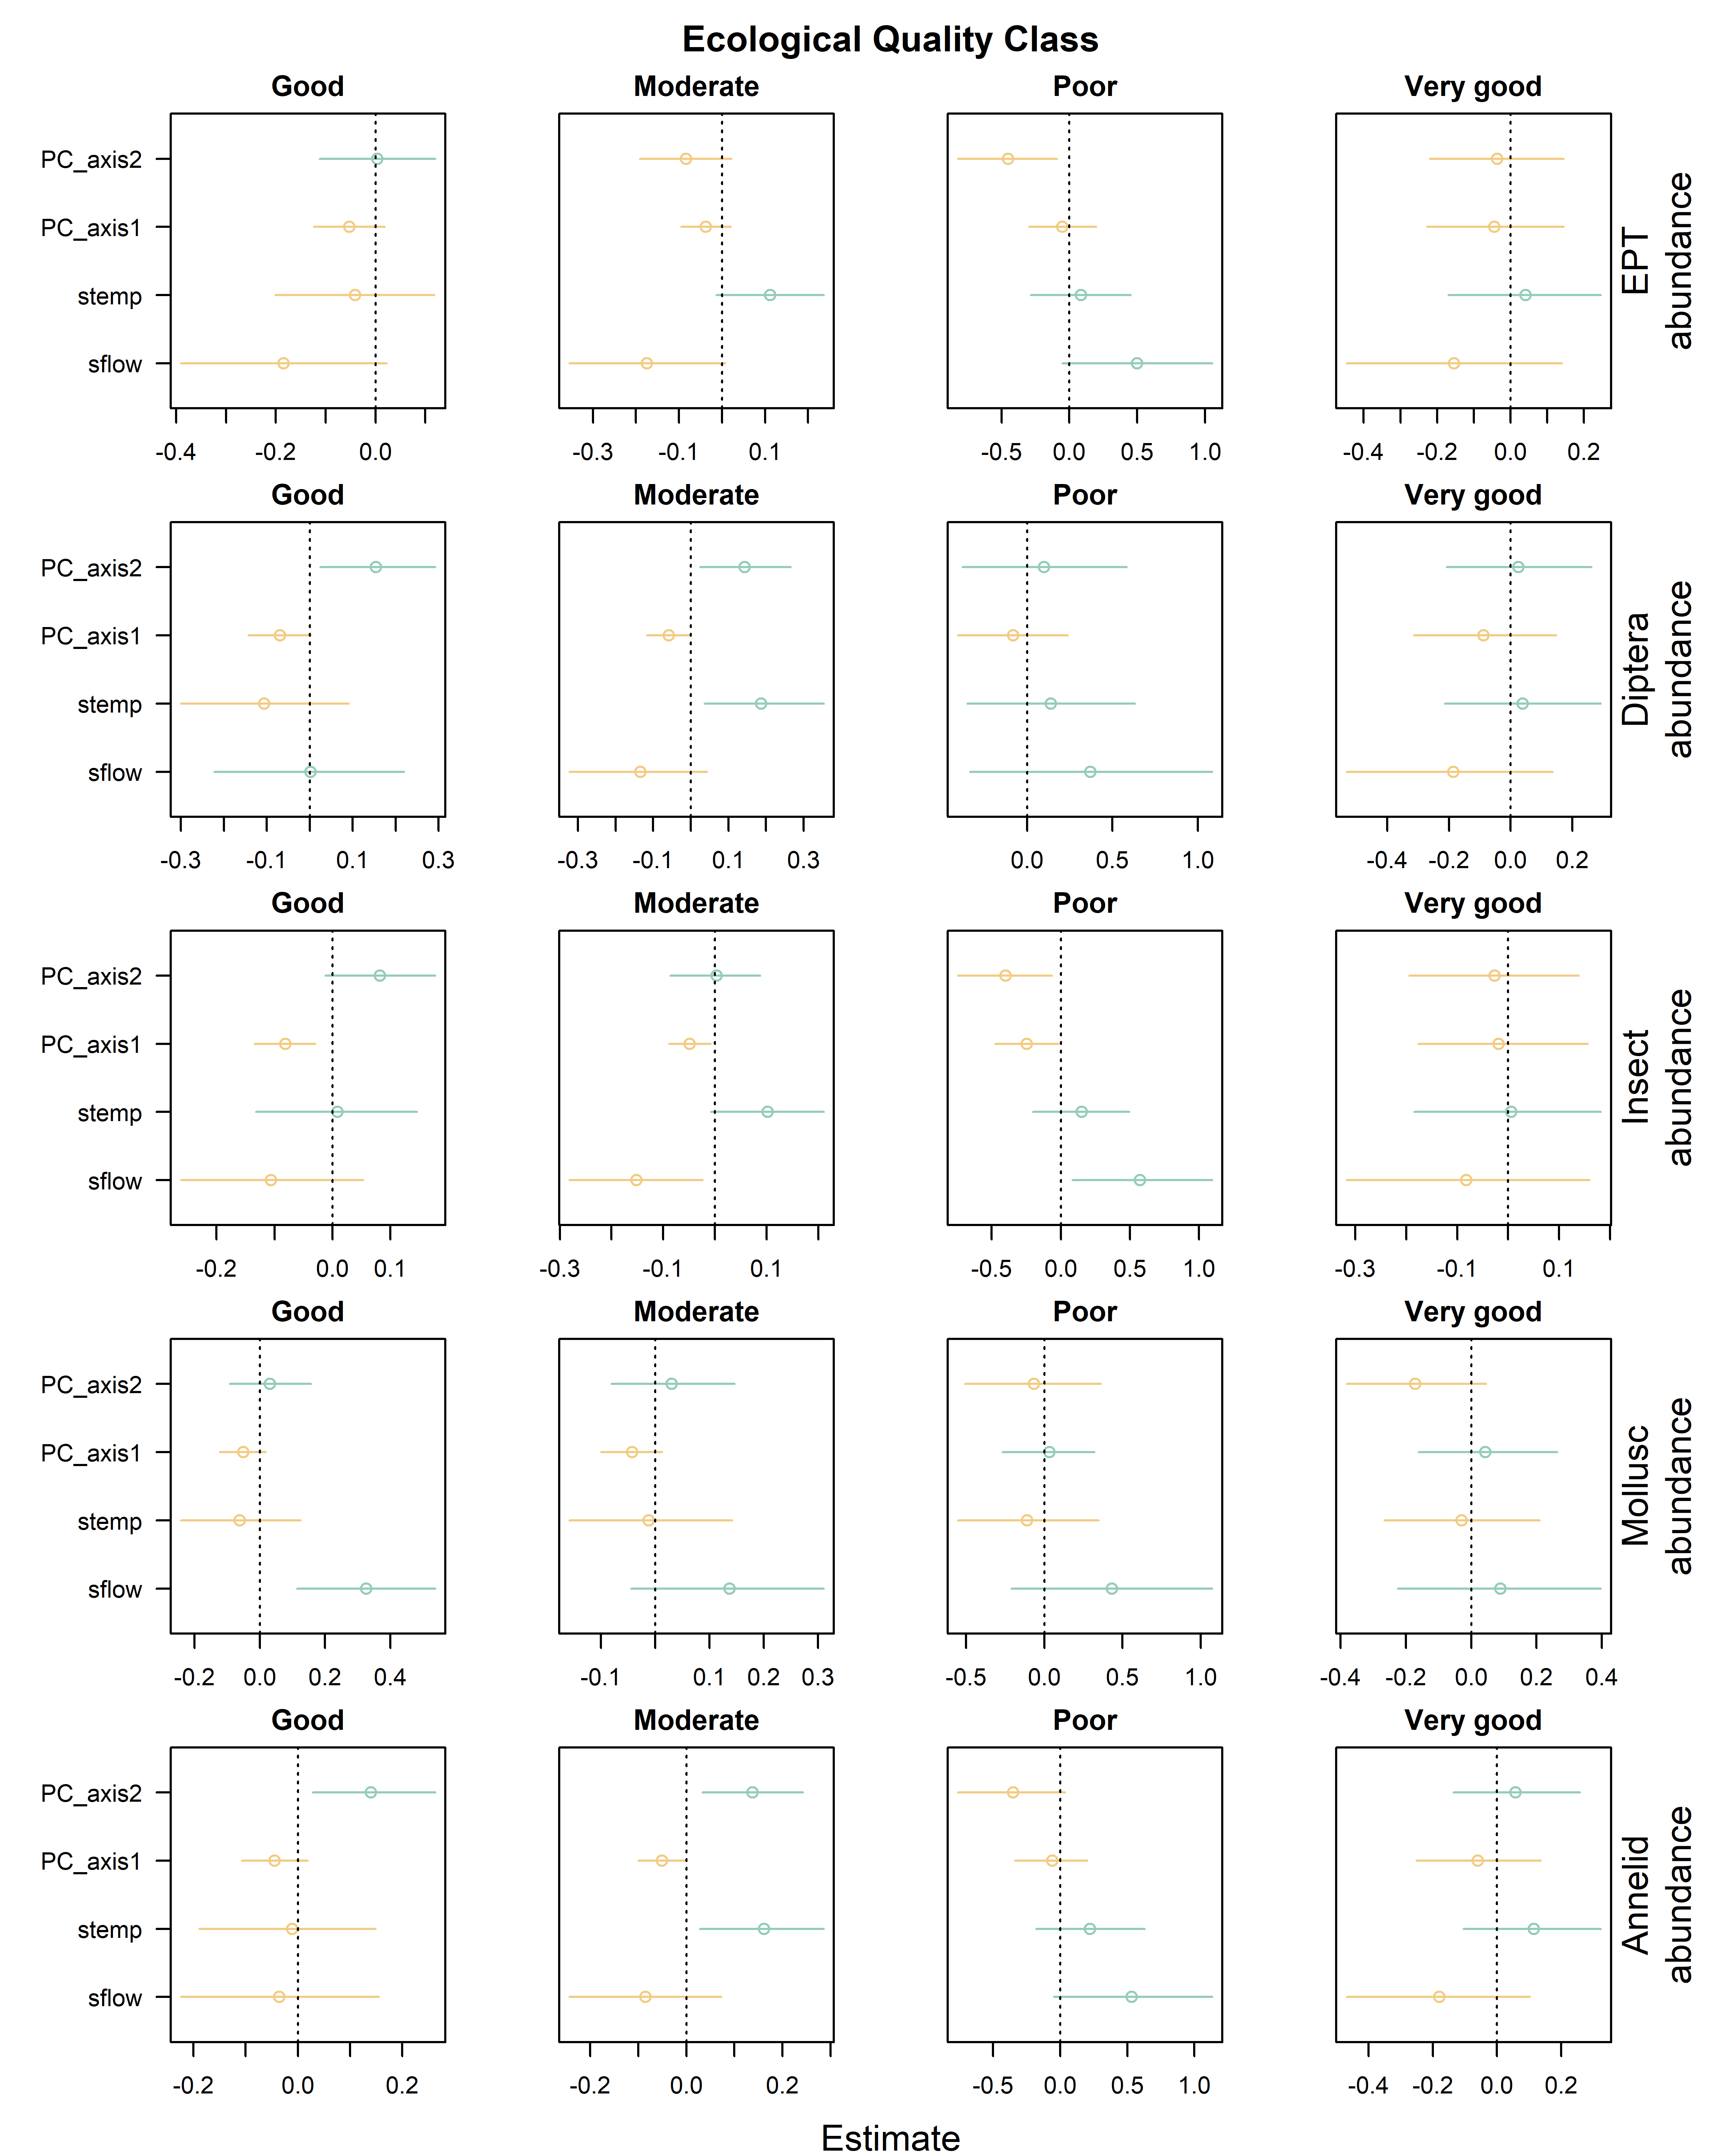 Ecological Quality Class
Good Moderate Poor Very good
PC_axis2
PC_axis1
stemp
sflow
EPT
abundance
-0.4 -0.2 0.0 -0.3 -0.1 0.1 -0.5 0.0 0.5 1.0 -0.4 -0.2 0.0 0.2
Good Moderate Poor Very good
PC_axis2
PC_axis1
stemp
sflow
Diptera
abundance
-0.3 -0.1 0.1 0.3 -0.3 -0.1 0.1 0.3 0.0 0.5 1.0 -0.4 -0.2 0.0 0.2
Good Moderate Poor Very good
PC_axis2
PC_axis1
stemp
sflow
Insect
abundance
-0.2 0.0 0.1 -0.3 -0.1 0.1 -0.5 0.0 0.5 1.0 -0.3 -0.1 0.1
Good Moderate Poor Very good
PC_axis2
PC_axis1
stemp
sflow
Mollusc
abundance
-0.2 0.0 0.2 0.4 -0.1 0.1 0.2 0.3 -0.5 0.0 0.5 1.0 -0.4 -0.2 0.0 0.2 0.4
Good Moderate Poor Very good
PC_axis2
PC_axis1
stemp
sflow
Annelid
abundance
-0.2 0.0 0.2 -0.2 0.0 0.2 -0.5 0.0 0.5 1.0 -0.4 -0.2 0.0 0.2
Estimate